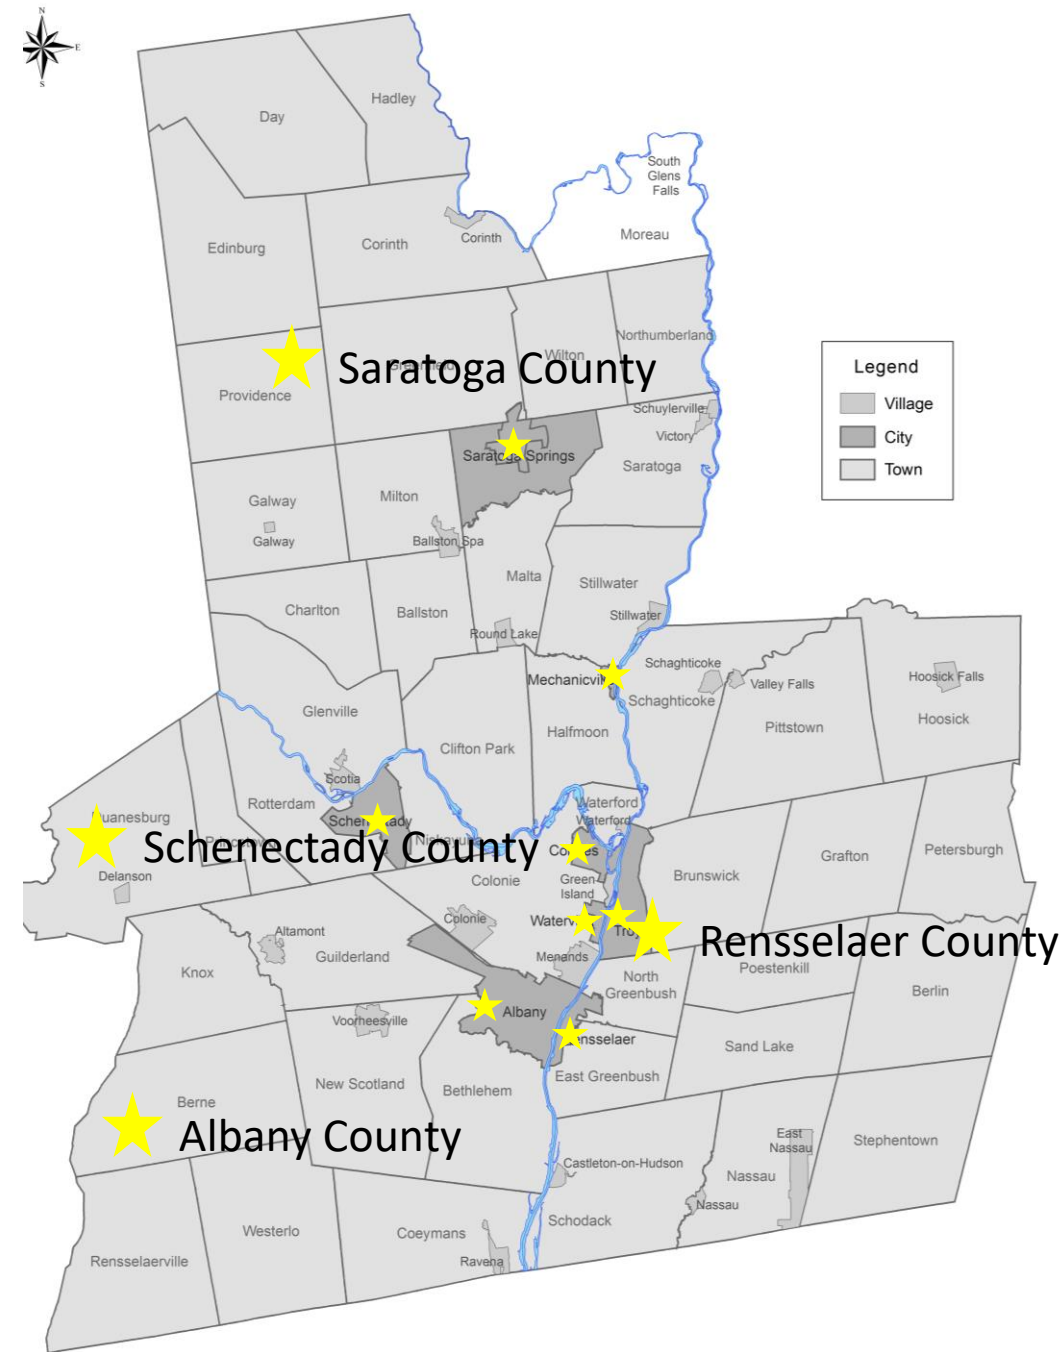 N
E
S
Day
Hadley
South
Glens
Falls
Moreau
Edinburg
Corinth
Corinth
Northumberland
Wilton
Saratoga County
Providence
Legend
Village
City
Town
Schuylerville
Victory
Saratoga Springs
Saratoga
Galway
Milton
Galway
Ballston Spa
Malta
Stillwater
Charlton
Ballston
Stillwater
Round Lake
Schaghticoke
Hoosick Falls
Valley Falls
Schaghticoke
Pittstown
Hoosick
Glenville
Halfmoon
Clifton Park
Scotia
Rotterdam
Waterford
Waterford
Schenectady County
Grafton
Petersburgh
Brunswick
Delanson
Colonie
Green
Island
Colonie
Rensselaer County
Altamont
Guilderland
Menands
Knox
North
Greenbush
Poestenkill
Berlin
Albany
Voorheesville
Sand Lake
East Greenbush
New Scotland
Bethlehem
Berne
Albany County
East
Nassau
Stephentown
Castleton-on-Hudson
Nassau
Nassau
Schodack
Westerlo
Coeymans
Rensselaerville
Ravena